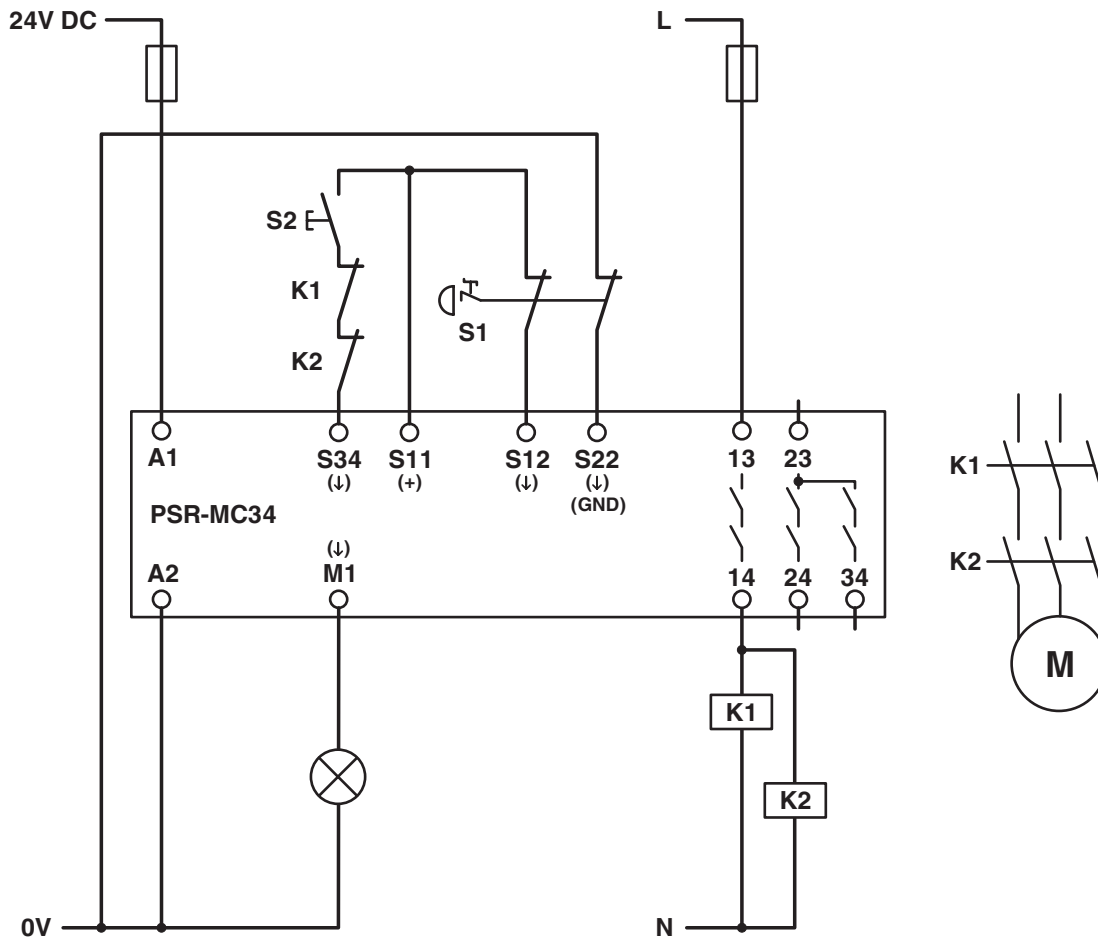 24V DC
L
S2
K1
S1
K2
A1
S34
(↓)
S11
(+)
S12
(↓)
S22
(↓)
(GND)
13
23
PSR-MC34
A2
(↓)
M1
14
24
34
K1
K2
M
K1
K2
0V
N